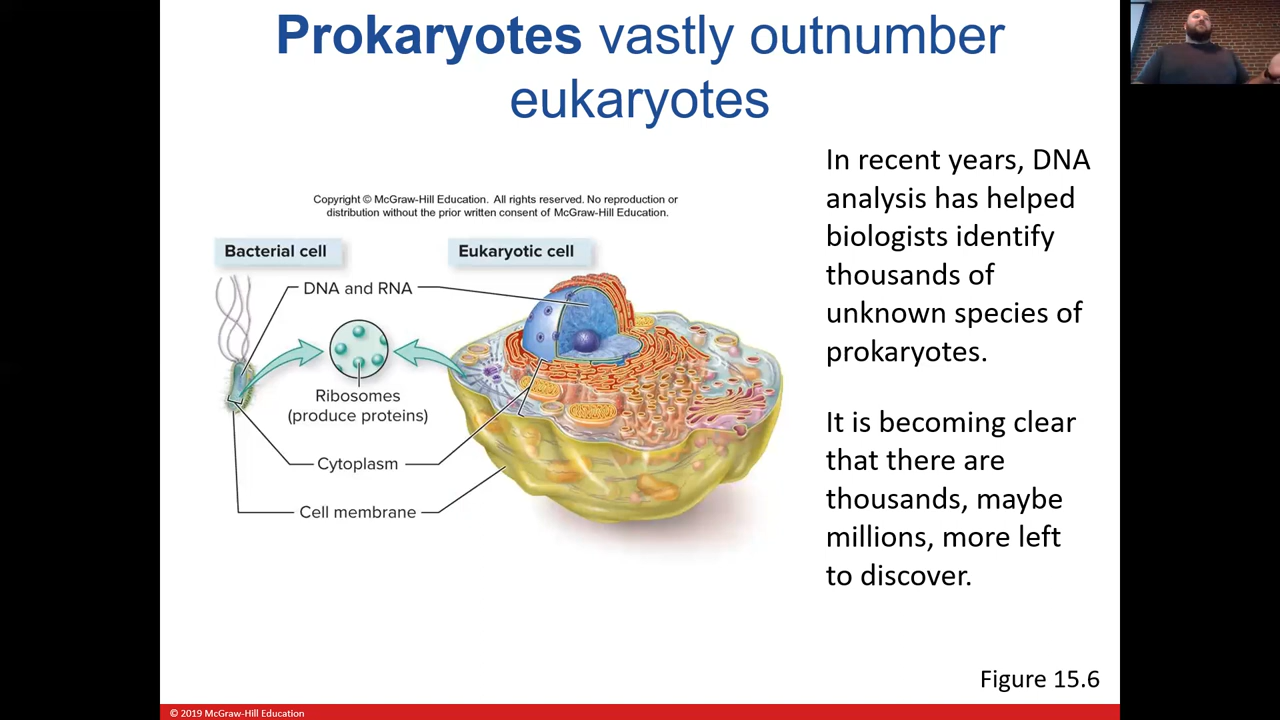 Prokaryotes vastly outnumber
eukaryotes
Copyright © McGraw-Hill Education. All rights reserved. No reproduction or
distribution without the prior written consent of McGraw-Hill Education.
Bacterial cell
Eukaryotic cell
DNA and RNA
Ribosomes
(produce proteins)
Cytoplasm
Cell membrane
In recent years, DNA
analysis has helped
biologists identify
thousands of
unknown species of
prokaryotes.
It is becoming clear
that there are
thousands, maybe
millions, more left
to discover.
Figure 15.6
© 2019 McGraw-Hill Education